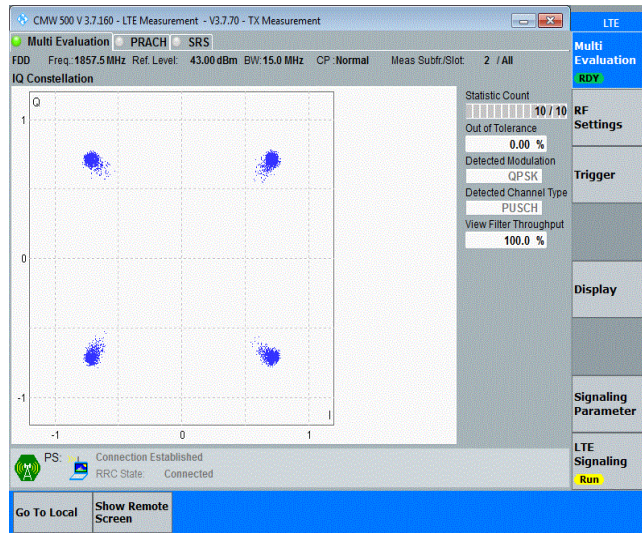 CMW 500 V 3.7.160 - LTE Measurement - V3.7.70 - TX Measurement
LTE
Multi Evaluation PRACH SRS
Multi
Evaluation
RDY
FDD Freq.: 1857.5 MHz Ref. Level: 43.00 dBm BW: 15.0 MHz CP : Normal Meas Subfr./Slot: 2 / All
IQ Constellation
Q
1
0
-1
-1 0 1
I
Statistic Count
10 / 10
Out of Tolerance
0.00 %
Detected Modulation
QPSK
Detected Channel Type
PUSCH
View Filter Throughput
100.0 %
RF
Settings
Trigger
Display
Signaling
Parameter
LTE
Signaling
Run
PS: Connection Established
RRC State: Connected
Go To Local
Show Remote
Screen